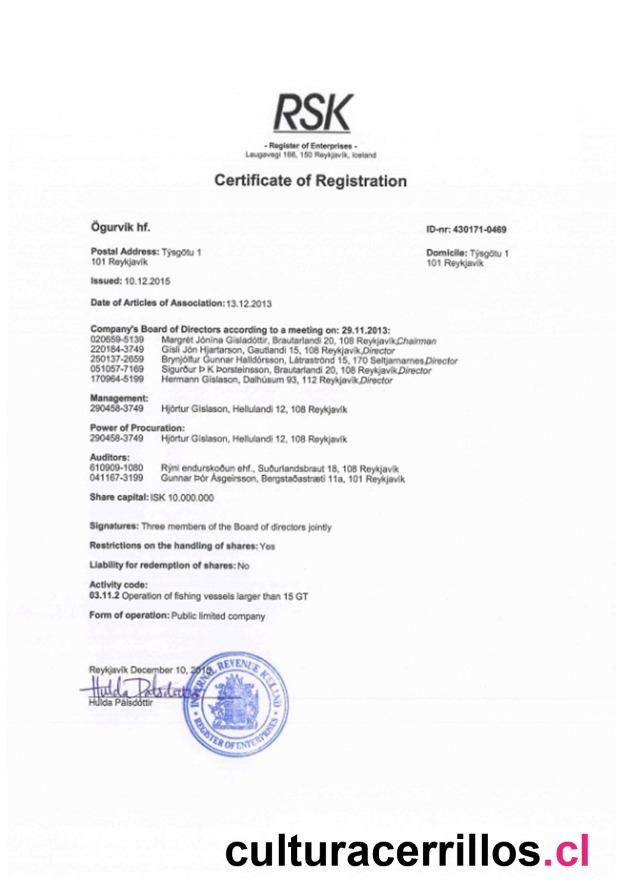 RSK
- Register of Enterprises -
Laugavegi 166, 150 Reykjavík, Iceland
Certificate of Registration
Ögurvík hf.
ID-nr: 430171-0469
Postal Address: Týsgötu 1
101 Reykjavík
Domicile: Týsgötu 1
101 Reykjavík
Issued: 10.12.2015
Date of Articles of Association: 13.12.2013
Company's Board of Directors according to a meeting on: 29.11.2013:
020659-5139 Margrét Jónína Gísladóttir, Brautarlandi 20, 108 Reykjavík,Chairman
220184-3749 Gísli Jón Hjartarson, Gautlandi 15, 108 Reykjavík,Director
250137-2659 Brynjólfur Gunnar Halldórsson, Látraströnd 15, 170 Seltjarnarnes,Director
051057-7169 Sigurður Þ K Þorsteinsson, Brautarlandi 20, 108 Reykjavík,Director
170964-5199 Hermann Gíslason, Dalhúsum 93, 112 Reykjavík,Director
Management:
290458-3749 Hjörtur Gíslason, Hellulandi 12, 108 Reykjavík
Power of Procuration:
290458-3749 Hjörtur Gíslason, Hellulandi 12, 108 Reykjavík
Auditors:
610909-1080 Rýni endurskoðun ehf., Suðurlandsbraut 18, 108 Reykjavík
041167-3199 Gunnar Þór Ásgeirsson, Bergstaðastræti 11a, 101 Reykjavík
Share capital: ISK 10.000.000
Signatures: Three members of the Board of directors jointly
Restrictions on the handling of shares: Yes
Liability for redemption of shares: No
Activity code:
03.11.2 Operation of fishing vessels larger than 15 GT
Form of operation: Public limited company
Reykjavík December 10, 2015
Hulda Pálsdóttir
Hulda Pálsdóttir
INTERNAL REVENUE ICELAND
REGISTER OF ENTERPRISES
culturacerrillos.cl